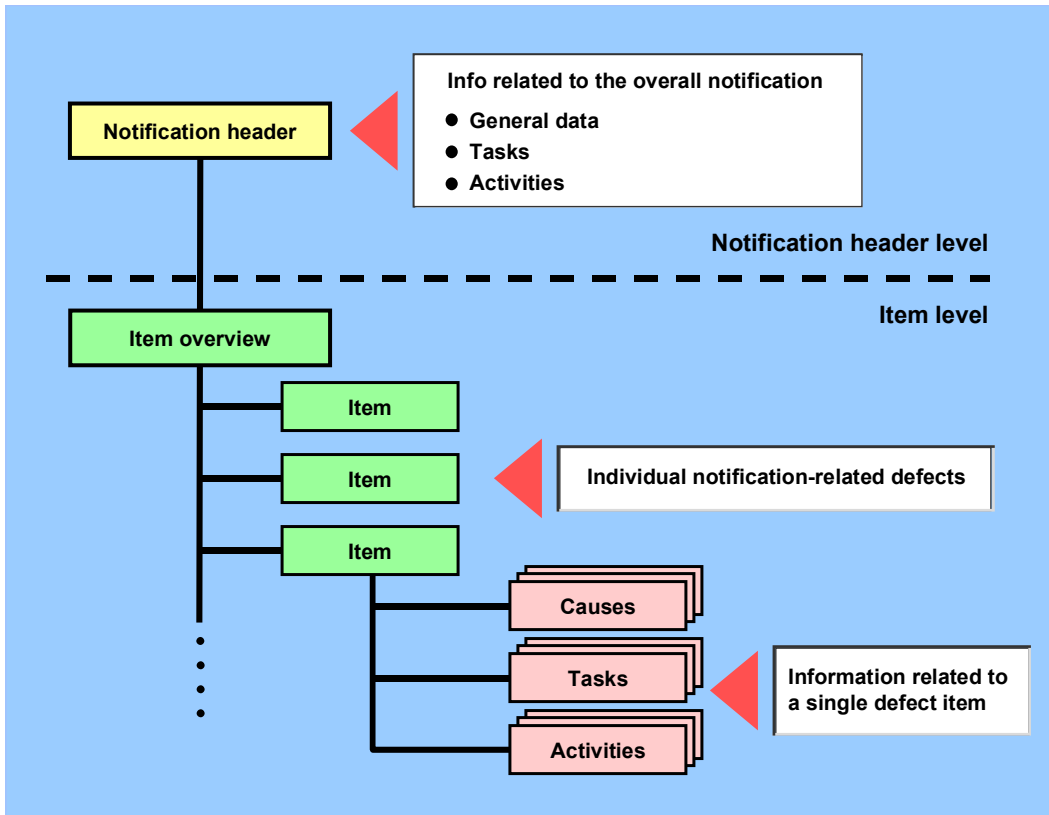 Info related to the overall notification
General data
Tasks
Activities
Notification header
Notification header level
Item level
Item overview
Item
Item
Individual notification-related defects
Item
Causes
Tasks
Information related to
a single defect item
Activities